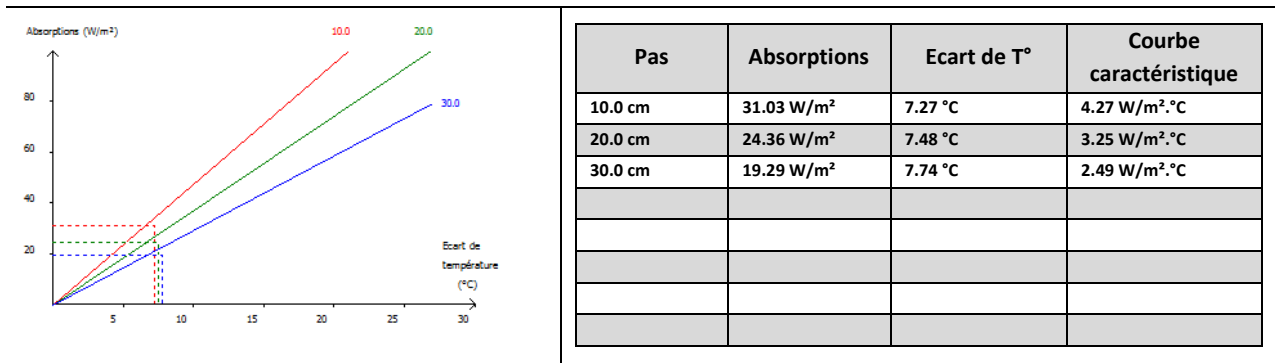 Absorptions (W/m²)
10.0
20.0
80
30.0
60
40
20
Ecart de
température
(°C)
5
10
15
20
25
30
Pas Absorptions Ecart de T° Courbe
caractéristique
10.0 cm 31.03 W/m² 7.27 °C 4.27 W/m².°C
20.0 cm 24.36 W/m² 7.48 °C 3.25 W/m².°C
30.0 cm 19.29 W/m² 7.74 °C 2.49 W/m².°C